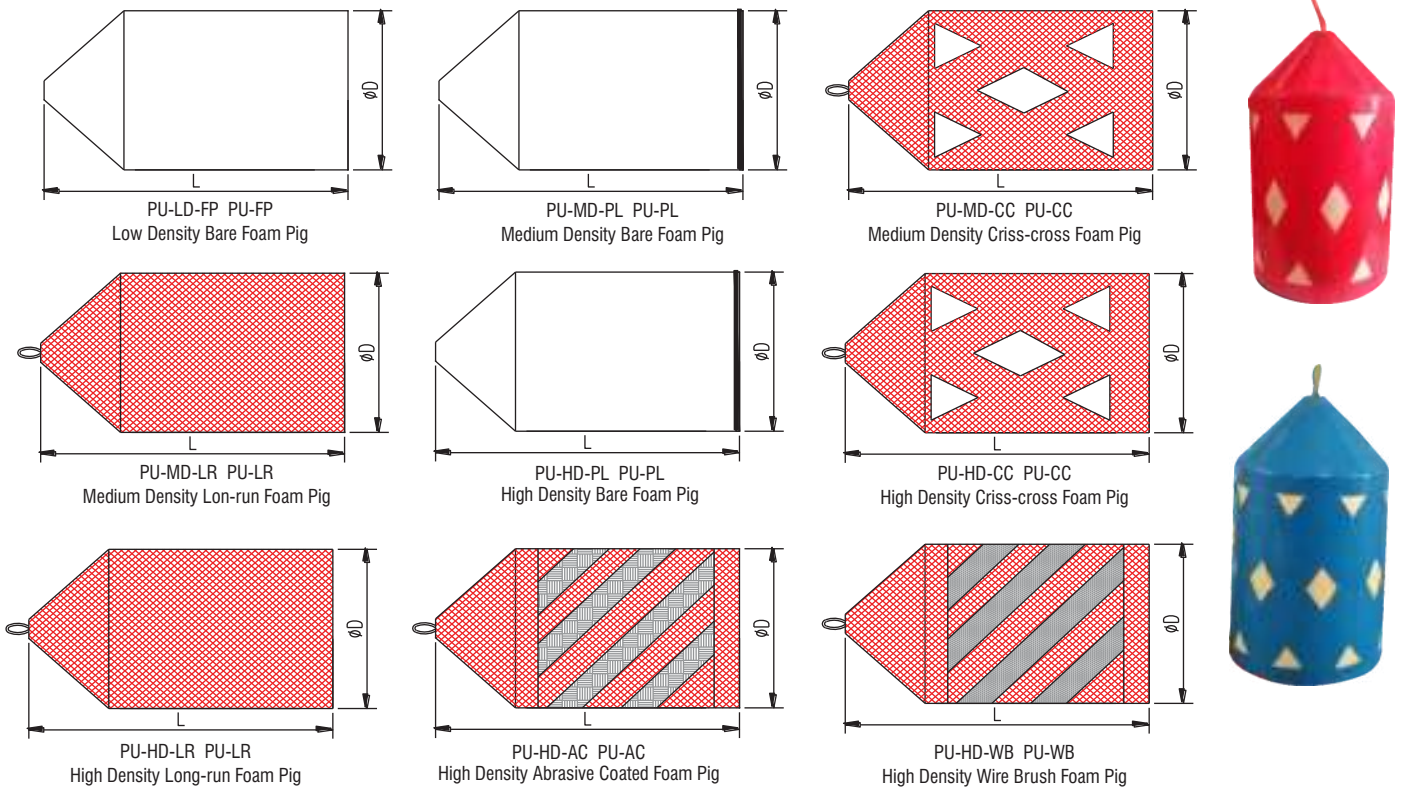 øD
L
PU-LD-FP PU-FP
Low Density Bare Foam Pig
øD
L
PU-MD-PL PU-PL
Medium Density Bare Foam Pig
øD
L
PU-MD-CC PU-CC
Medium Density Criss-cross Foam Pig
øD
L
PU-MD-LR PU-LR
Medium Density Lon-run Foam Pig
øD
L
PU-HD-PL PU-PL
High Density Bare Foam Pig
øD
L
PU-HD-CC PU-CC
High Density Criss-cross Foam Pig
øD
L
PU-HD-LR PU-LR
High Density Long-run Foam Pig
øD
L
PU-HD-AC PU-AC
High Density Abrasive Coated Foam Pig
øD
L
PU-HD-WB PU-WB
High Density Wire Brush Foam Pig